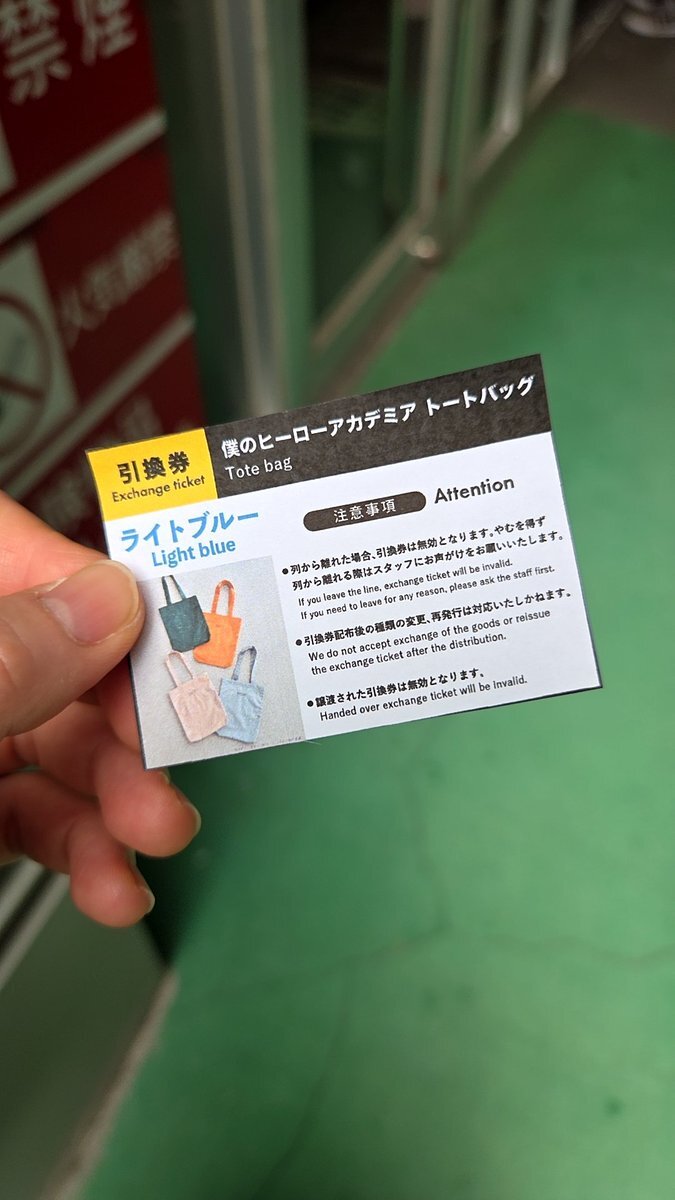 禁煙
火気厳禁
引換券
Exchange ticket
僕のヒーローアカデミア トートバッグ
Tote bag
ライトブルー
Light blue
注意事項
Attention
●列から離れた場合、引換券は無効となります。やむを得ず
列から離れる際はスタッフにお声がけをお願いいたします。
If you leave the line, exchange ticket will be invalid.
If you need to leave for any reason, please ask the staff first.
●引換券配布後の種類の変更、再発行は対応いたしかねます。
We do not accept exchange of the goods or reissue
the exchange ticket after the distribution.
●譲渡された引換券は無効となります。
Handed over exchange ticket will be invalid.